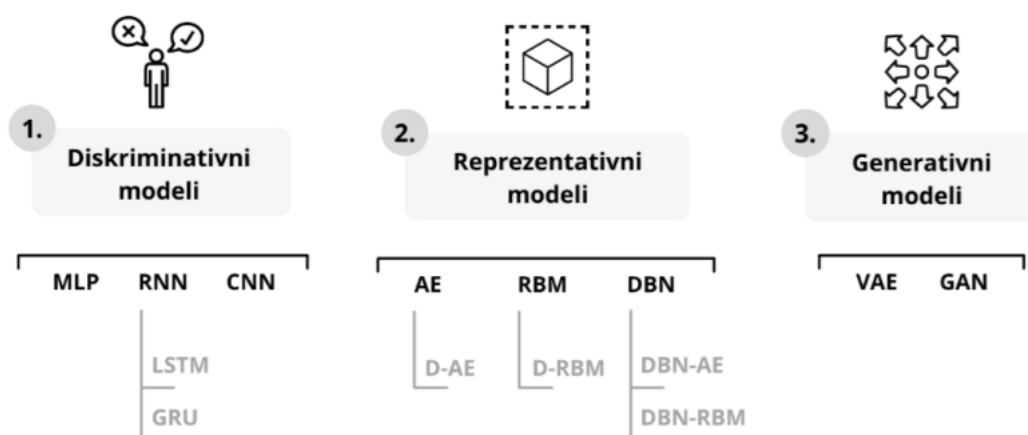 1.
Diskriminativni
modeli
MLP RNN CNN
LSTM
GRU
2.
Reprezentativni
modeli
AE RBM DBN
D-AE D-RBM DBN-AE
DBN-RBM
3.
Generativni
modeli
VAE GAN